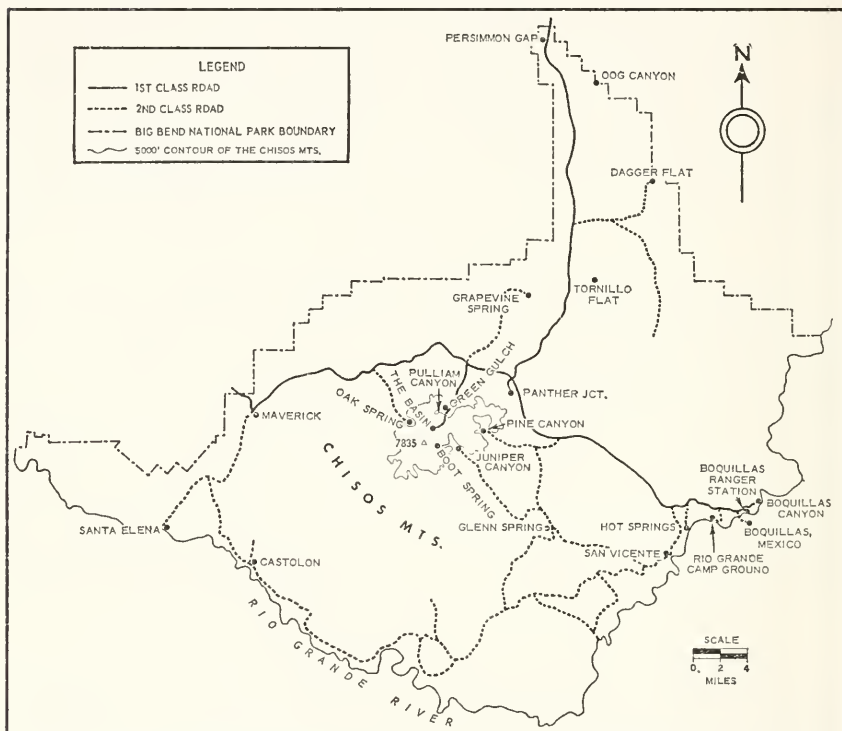 LEGEND
1ST CLASS ROAD
2ND CLASS ROAD
BIG BEND NATIONAL PARK BOUNDARY
5000' CONTOUR OF THE CHISOS MTS.
PERSIMMON GAP
OOG CANYON
N
DAGGER FLAT
GRAPEVINE
SPRING
TORNILLO
FLAT
PULLIAM
CANYON
GREEN GULCH
THE BASIN
OAK SPRING
PANTHER JCT.
MAVERICK
PINE CANYON
7835
BOOT SPRING
JUNIPER
CANYON
CHISOS MTS.
BOQUILLAS
RANGER
STATION
BOQUILLAS
CANYON
SANTA ELENA
GLENN SPRING
HOT SPRINGS
BOQUILLAS,
MEXICO
SAN VICENTE
RIO GRANDE
CAMP GROUND
CASTOLON
RIO GRANDE RIVER
SCALE
0. 2 4
MILES